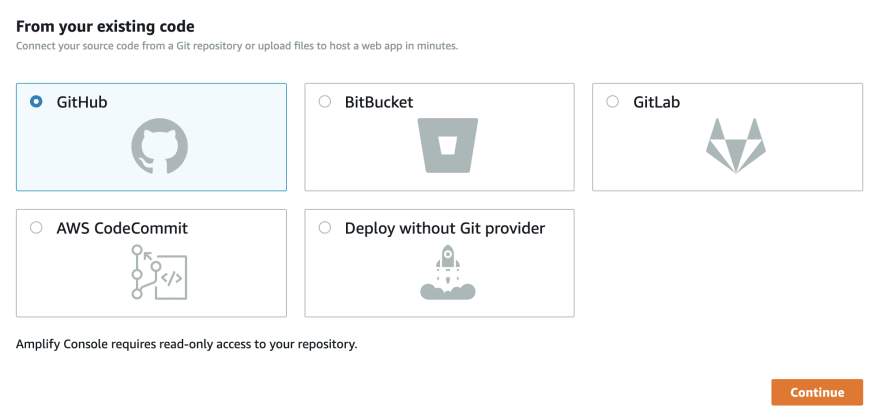 From your existing code
Connect your source code from a Git repository or upload files to host a web app in minutes.
GitHub
BitBucket
GitLab
AWS CodeCommit
</>
Deploy without Git provider
Amplify Console requires read-only access to your repository.
Continue